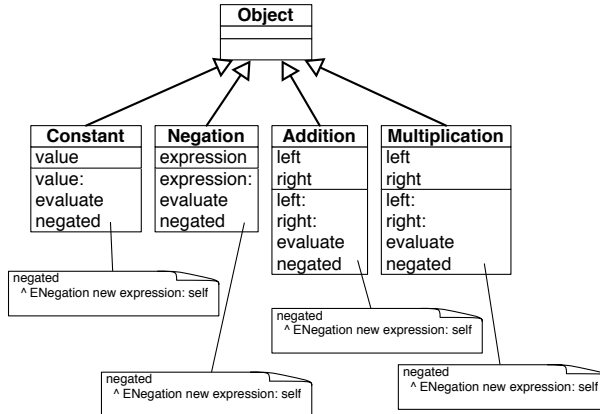 Object
Constant
value
value:
evaluate
negated
Negation
expression
expression:
evaluate
negated
Addition
left
right
left:
right:
evaluate
negated
Multiplication
left
right
left:
right:
evaluate
negated
negated
^ ENegation new expression: self
negated
^ ENegation new expression: self
negated
^ ENegation new expression: self
negated
^ ENegation new expression: self